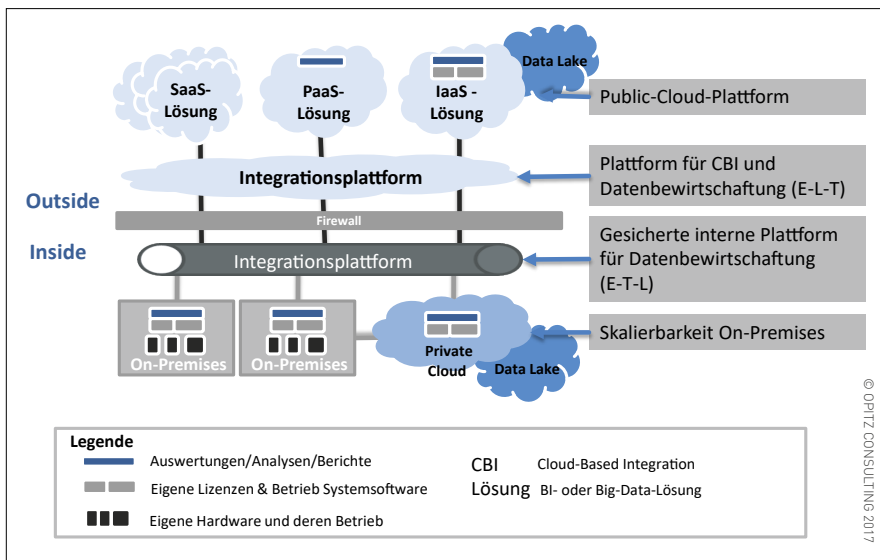 SaaS-
Lösung
PaaS-
Lösung
IaaS -
Lösung
Data Lake
Public-Cloud-Plattform
Integrationsplattform
Plattform für CBI und
Datenbewirtschaftung (E-L-T)
Outside
Firewall
Inside
Integrationsplattform
Gesicherte interne Plattform
für Datenbewirtschaftung
(E-T-L)
On-Premises
On-Premises
Private
Cloud
Data Lake
Skalierbarkeit On-Premises
Legende
Auswertungen/Analysen/Berichte
Eigene Lizenzen & Betrieb Systemsoftware
Eigene Hardware und deren Betrieb
CBI Cloud-Based Integration
Lösung BI- oder Big-Data-Lösung
© OPITZ CONSULTING 2017